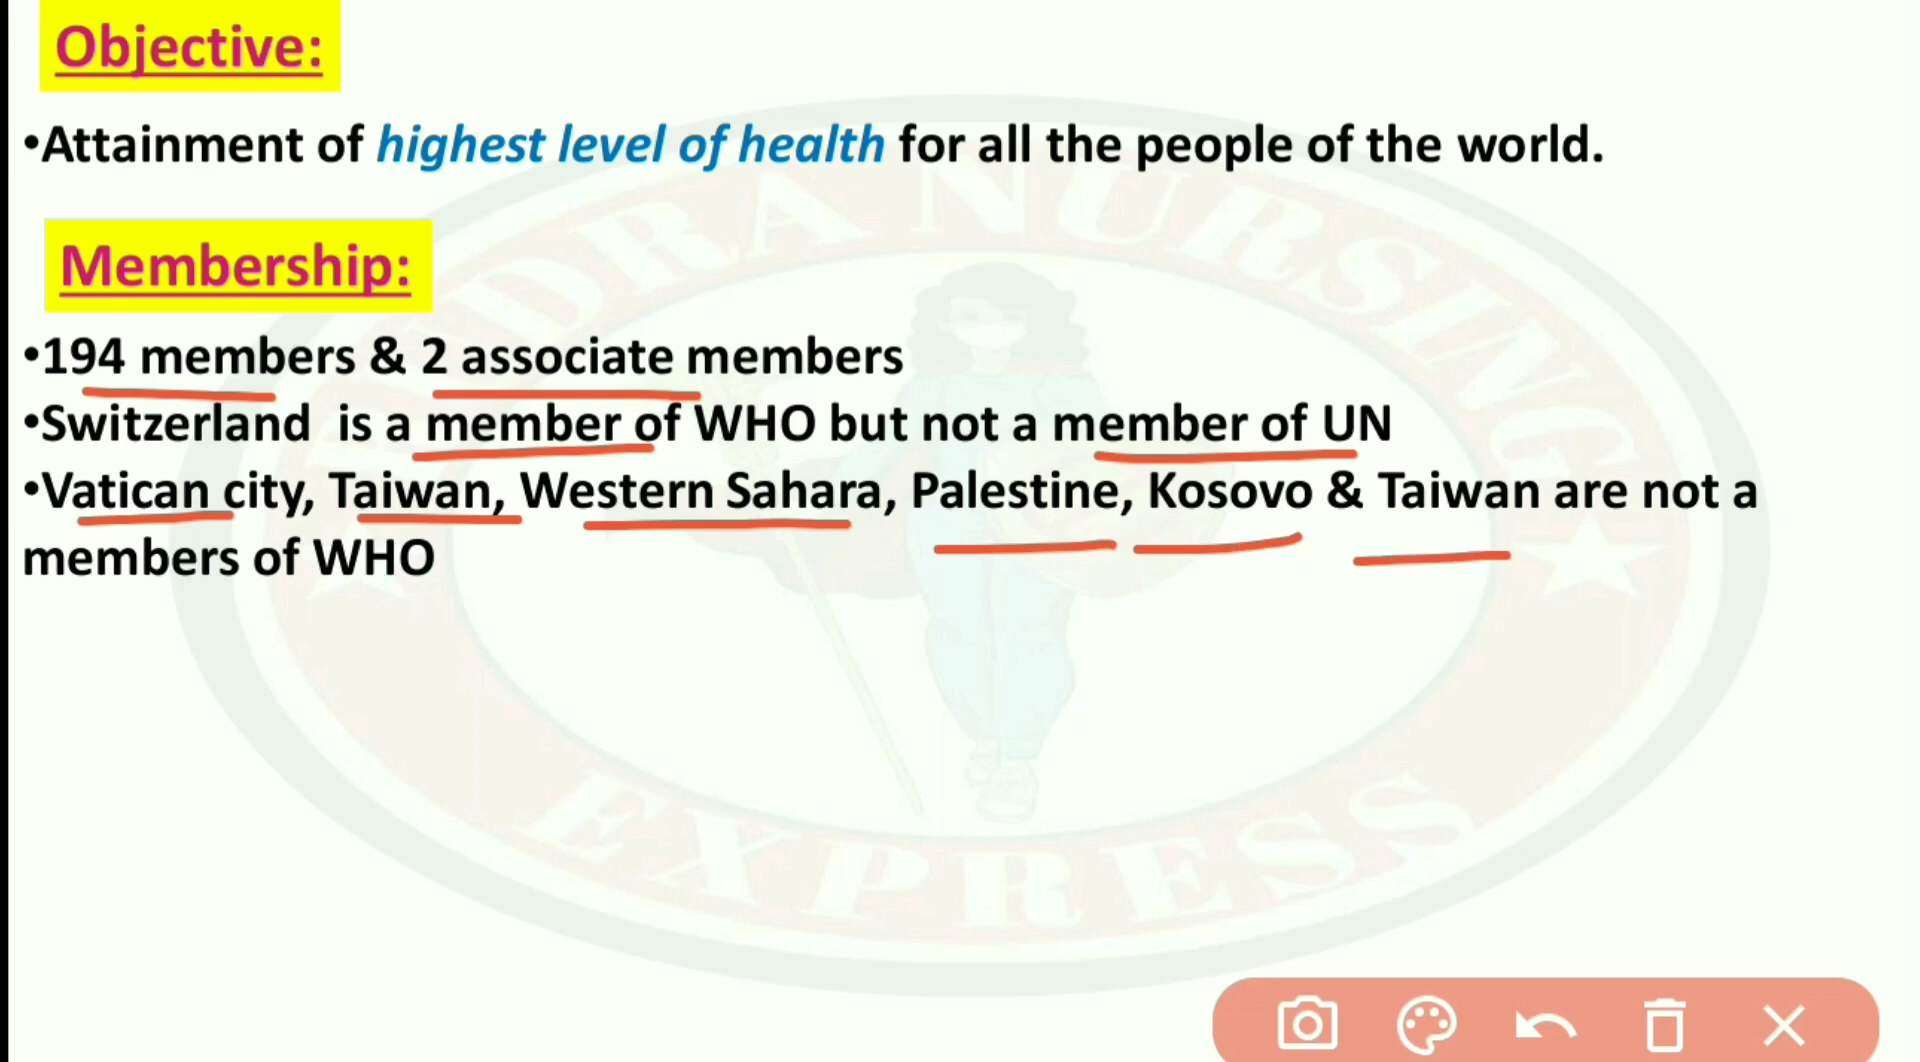 Objective:
•Attainment of highest level of health for all the people of the world.
Membership:
•194 members & 2 associate members
•Switzerland is a member of WHO but not a member of UN
•Vatican city, Taiwan, Western Sahara, Palestine, Kosovo & Taiwan are not a
members of WHO
NURSING
EXPRESS